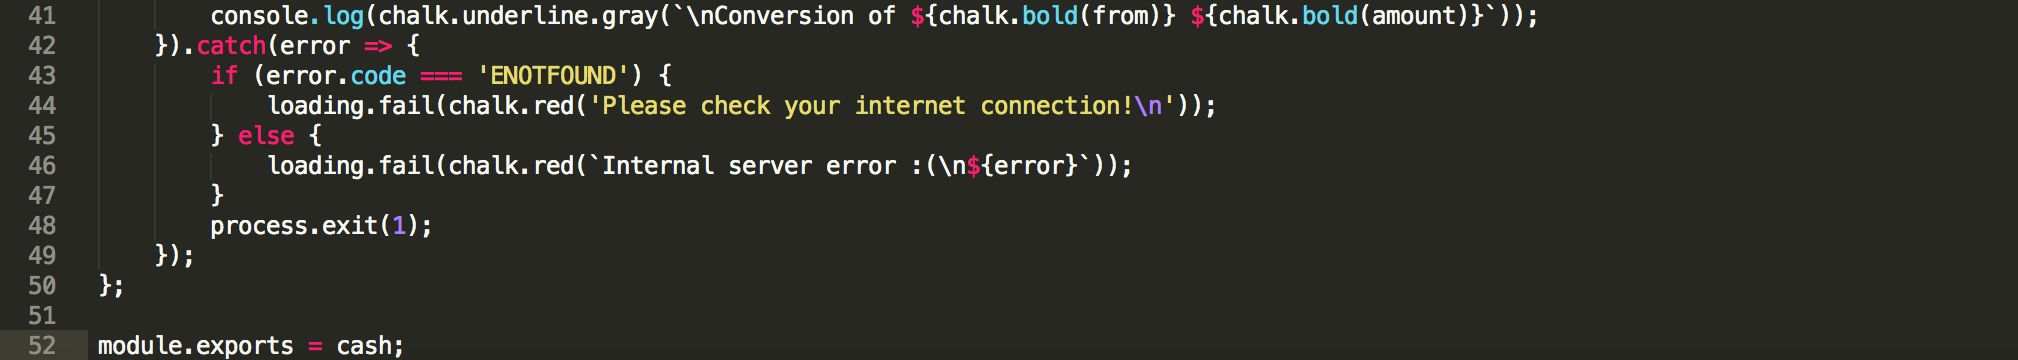 41 console.log(chalk.underline.gray(`\nConversion of ${chalk.bold(from)} ${chalk.bold(amount)}`));
42 }).catch(error => {
43 if (error.code === 'ENOTFOUND') {
44 loading.fail(chalk.red('Please check your internet connection!\n'));
45 } else {
46 loading.fail(chalk.red(`Internal server error :(\n${error}`));
47 }
48 process.exit(1);
49 });
50 };
51
52 module.exports = cash;